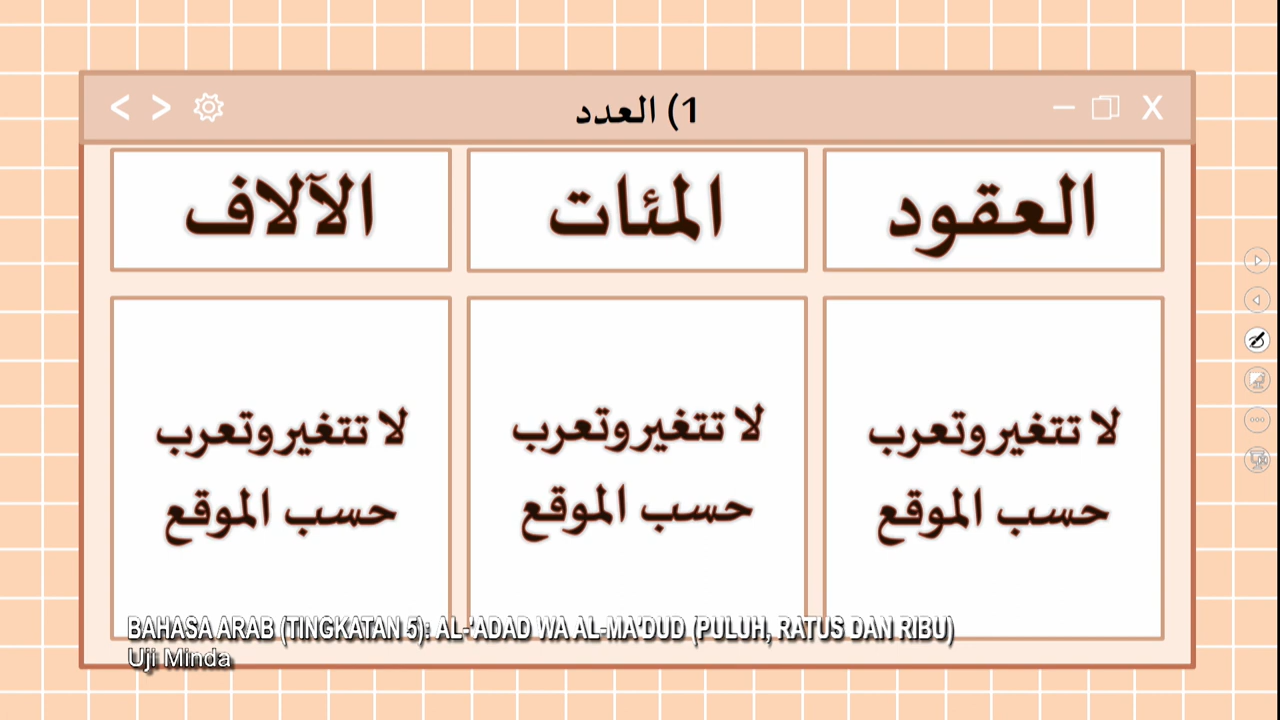 1) العدد
العقود
المئات
الآلاف
لا تتغير وتعرب
حسب الموقع
لا تتغير وتعرب
حسب الموقع
لا تتغير وتعرب
حسب الموقع
BAHASA ARAB (TINGKATAN 5): AL-'ADAD WA AL-MA'DUD (PULUH, RATUS DAN RIBU)
Uji Minda